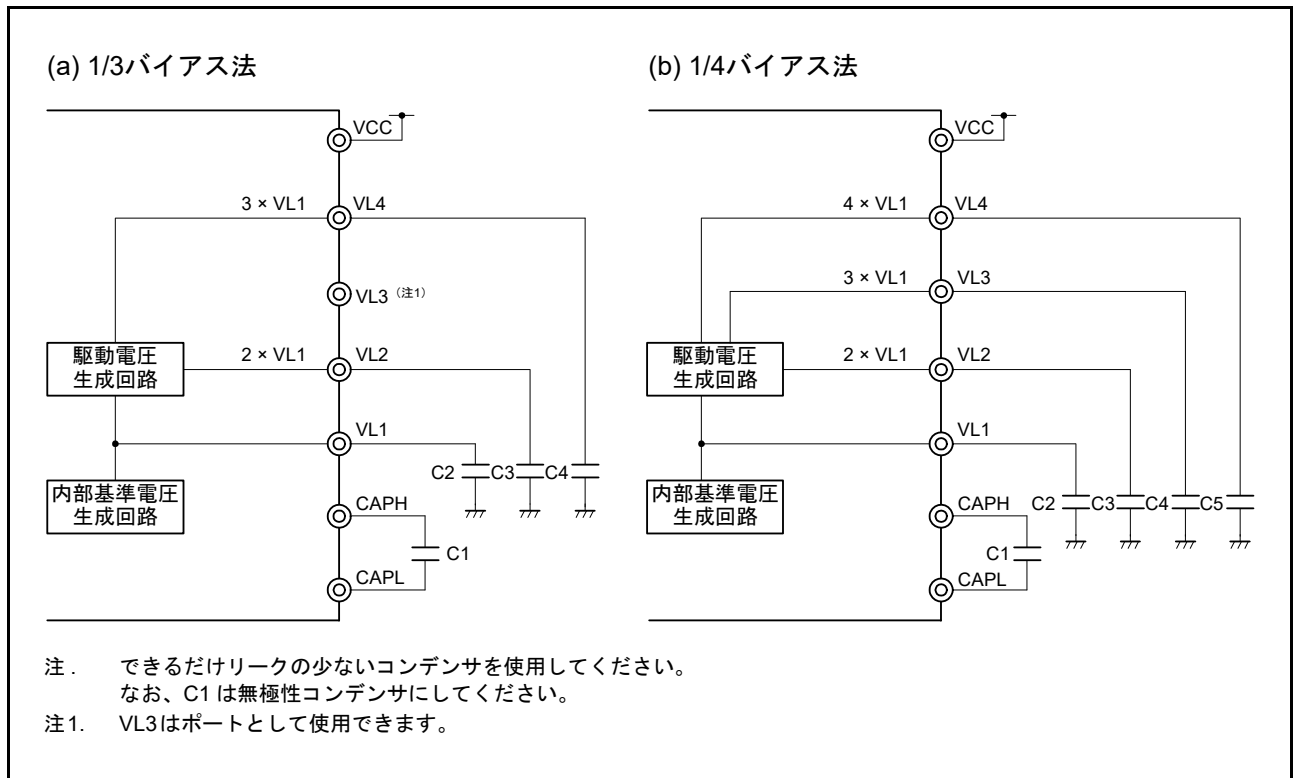 (a) 1/3バイアス法
VCC
3 × VL1
VL4
VL3（注1）
駆動電圧
生成回路
2 × VL1
VL2
VL1
内部基準電圧
生成回路
C2
C3
C4
CAPH
C1
CAPL
(b) 1/4バイアス法
VCC
4 × VL1
VL4
3 × VL1
VL3
駆動電圧
生成回路
2 × VL1
VL2
VL1
内部基準電圧
生成回路
C2
C3
C4
C5
CAPH
C1
CAPL
注 . できるだけリークの少ないコンデンサを使用してください。
なお、C1 は無極性コンデンサにしてください。
注1. VL3はポートとして使用できます。